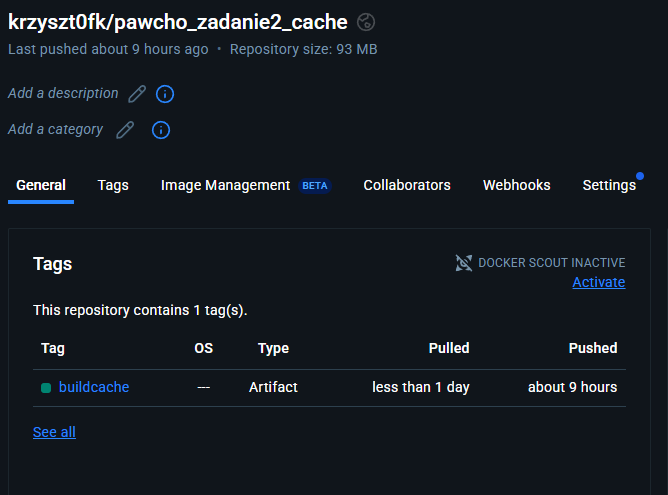 krzyszt0fk/pawcho_zadanie2_cache
Last pushed about 9 hours ago • Repository size: 93 MB
Add a description
Add a category
General Tags Image Management BETA Collaborators Webhooks Settings
Tags
DOCKER SCOUT INACTIVE
Activate
This repository contains 1 tag(s).
Tag OS Type Pulled Pushed
buildcache --- Artifact less than 1 day about 9 hours
See all